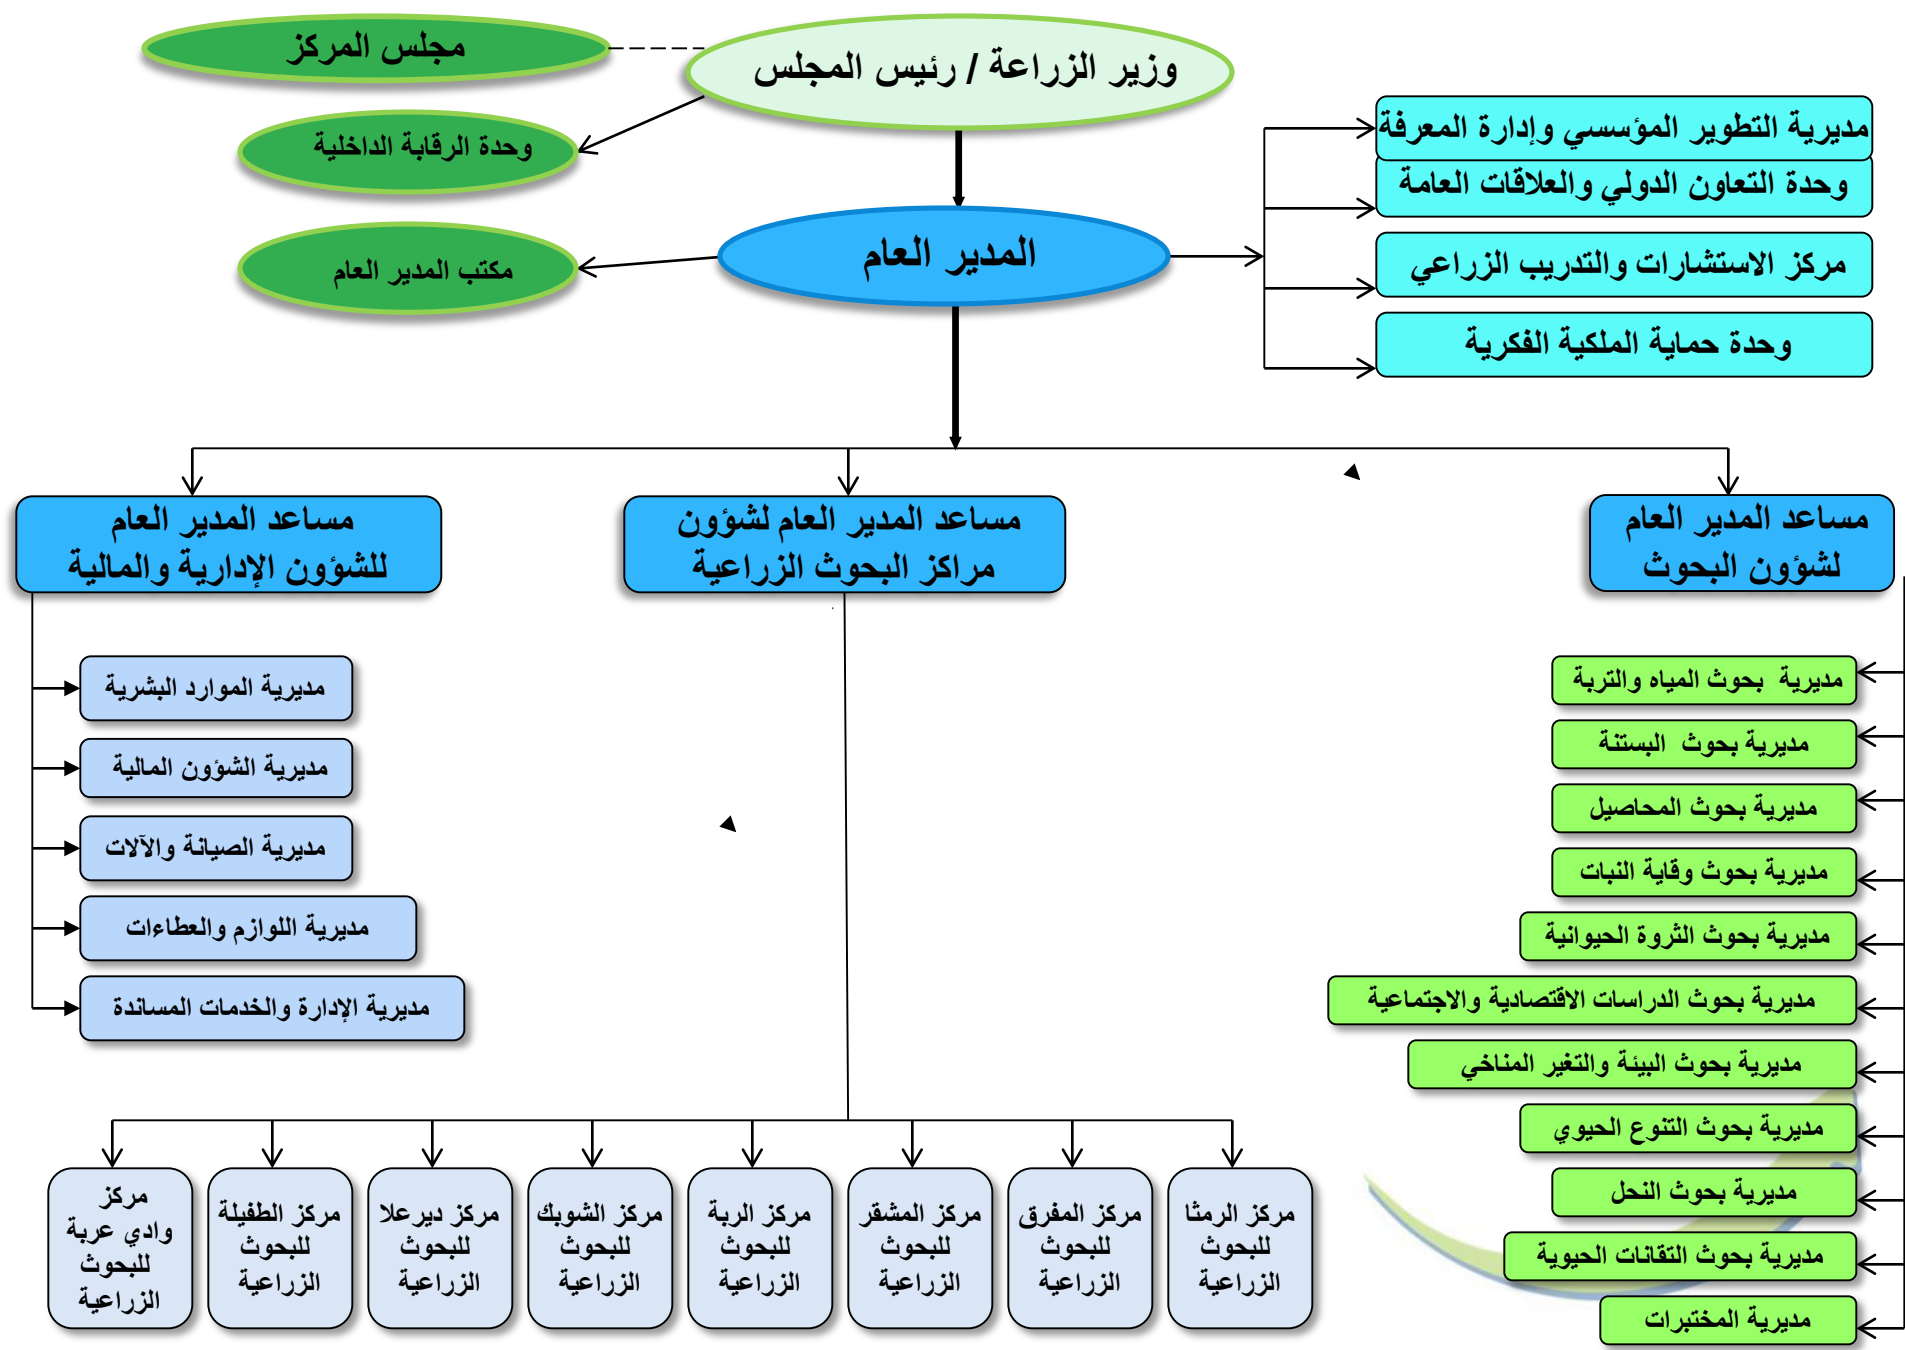 مجلس المركز
وزير الزراعة / رئيس المجلس
وحدة الرقابة الداخلية
مديرية التطوير المؤسسي وإدارة المعرفة
وحدة التعاون الدولي والعلاقات العامة
المدير العام
مكتب المدير العام
مركز الاستشارات والتدريب الزراعي
وحدة حماية الملكية الفكرية
مساعد المدير العام
لشؤون البحوث
مساعد المدير العام لشؤون
مراكز البحوث الزراعية
مساعد المدير العام
للشؤون الإدارية والمالية
مديرية بحوث المياه والتربة
مديرية بحوث البستنة
مديرية بحوث المحاصيل
مديرية بحوث وقاية النبات
مديرية بحوث الثروة الحيوانية
مديرية بحوث الدراسات الاقتصادية والاجتماعية
مديرية بحوث البيئة والتغير المناخي
مديرية بحوث التنوع الحيوي
مديرية بحوث النحل
مديرية بحوث التقانات الحيوية
مديرية المختبرات
مديرية الموارد البشرية
مديرية الشؤون المالية
مديرية الصيانة والآلات
مديرية اللوازم والعطاءات
مديرية الإدارة والخدمات المساندة
مركز الرمثا
للبحوث
الزراعية
مركز المفرق
للبحوث
الزراعية
مركز المشقر
للبحوث
الزراعية
مركز الربة
للبحوث
الزراعية
مركز الشوبك
للبحوث
الزراعية
مركز ديرعلا
للبحوث
الزراعية
مركز الطفيلة
للبحوث
الزراعية
مركز
وادي عربة
للبحوث
الزراعية